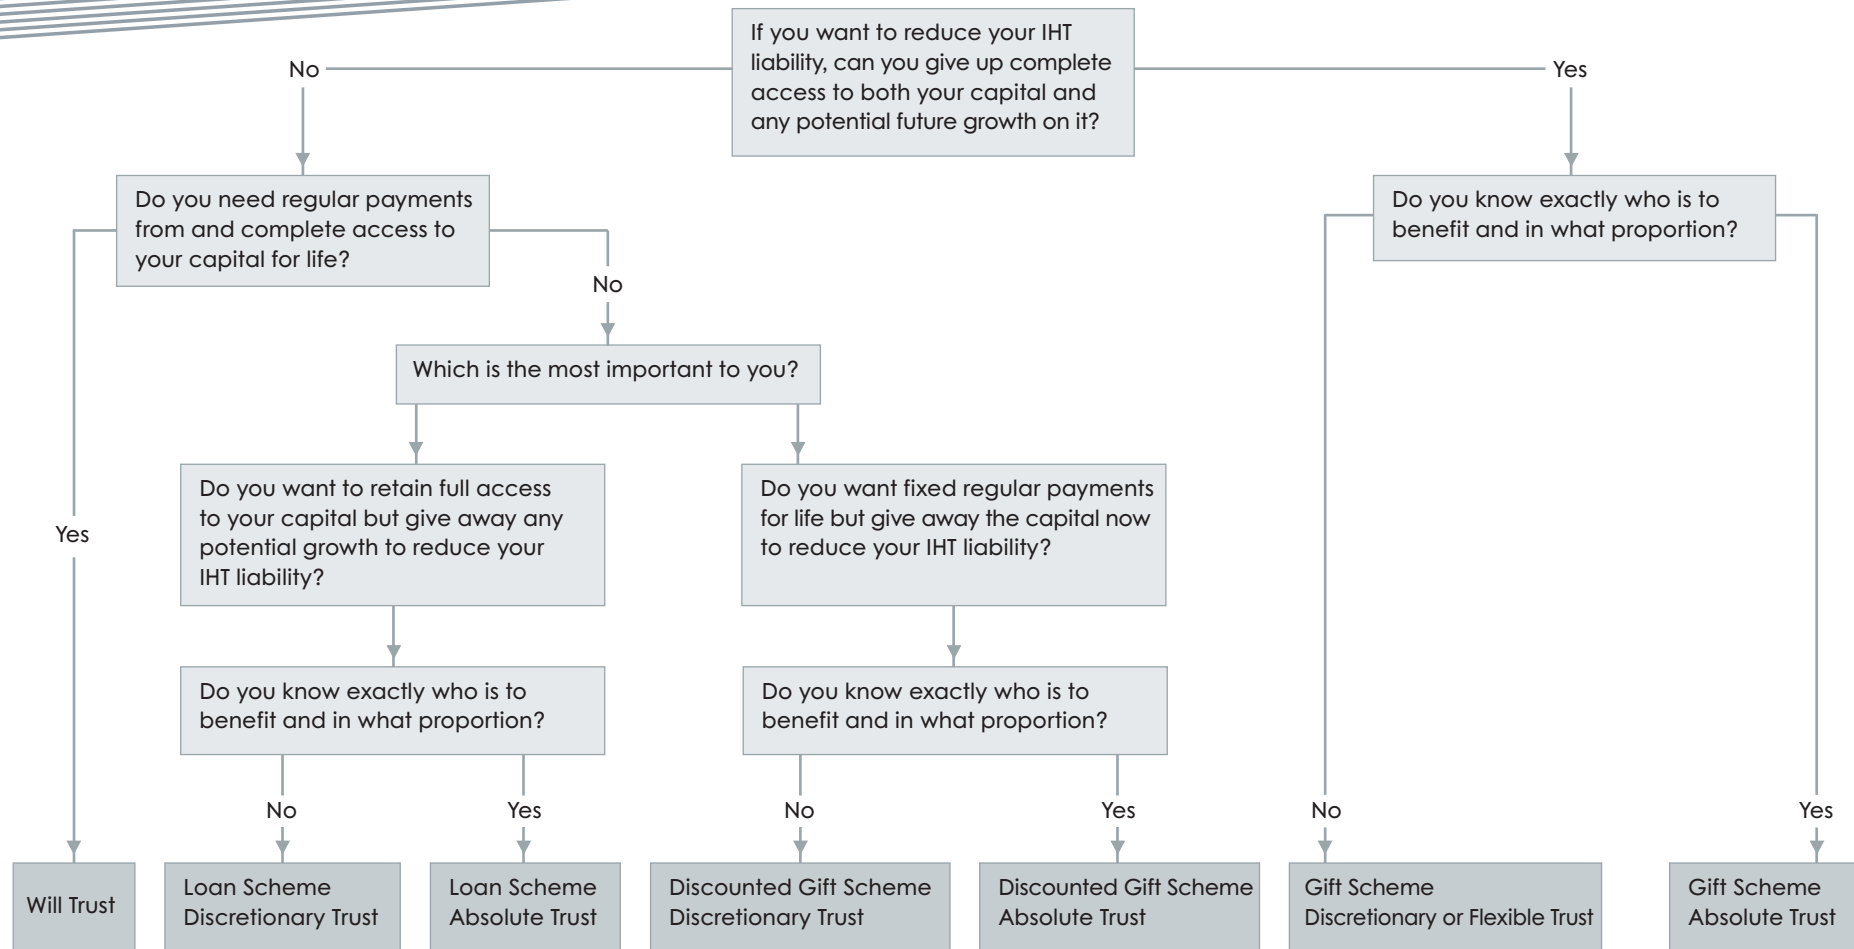 If you want to reduce your IHT
liability, can you give up complete
access to both your capital and
any potential future growth on it?
No
Yes
Do you need regular payments
from and complete access to
your capital for life?
Do you know exactly who is to
benefit and in what proportion?
No
Which is the most important to you?
Do you want to retain full access
to your capital but give away any
potential growth to reduce your
IHT liability?
Do you want fixed regular payments
for life but give away the capital now
to reduce your IHT liability?
Yes
Do you know exactly who is to
benefit and in what proportion?
Do you know exactly who is to
benefit and in what proportion?
No
Yes
No
Yes
No
Yes
Will Trust
Loan Scheme
Discretionary Trust
Loan Scheme
Absolute Trust
Discounted Gift Scheme
Discretionary Trust
Discounted Gift Scheme
Absolute Trust
Gift Scheme
Discretionary or Flexible Trust
Gift Scheme
Absolute Trust